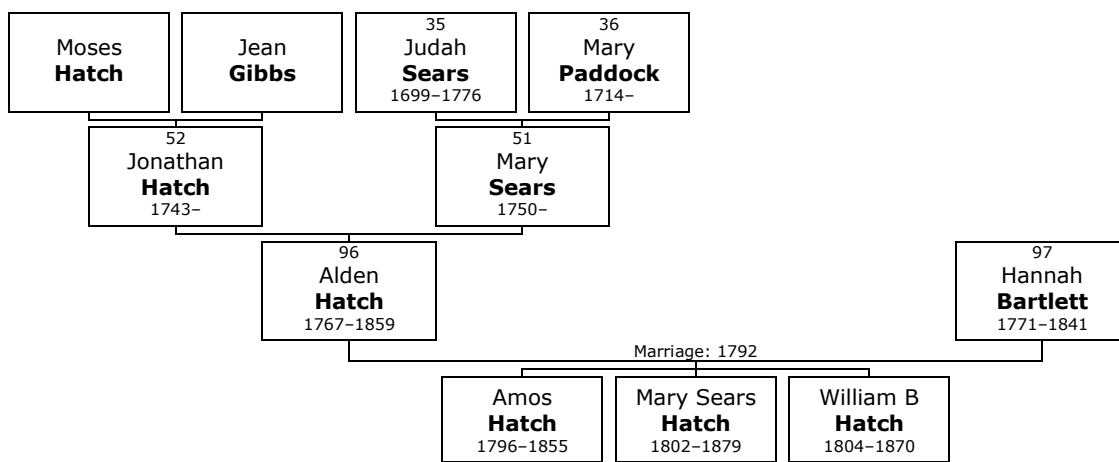 Moses
Hatch
Jean
Gibbs
35
Judah
Sears
1699–1776
36
Mary
Paddock
1714–
52
Jonathan
Hatch
1743–
51
Mary
Sears
1750–
96
Alden
Hatch
1767–1859
97
Hannah
Bartlett
1771–1841
Marriage: 1792
Amos
Hatch
1796–1855
Mary Sears
Hatch
1802–1879
William B
Hatch
1804–1870